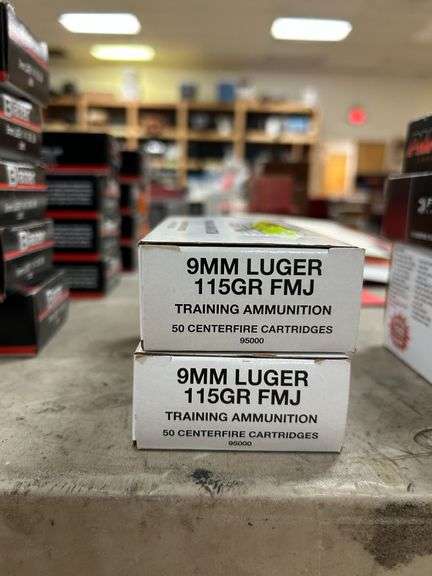 9MM LUGER
115GR FMJ
TRAINING AMMUNITION
50 CENTERFIRE CARTRIDGES
95000
9MM LUGER
115GR FMJ
TRAINING AMMUNITION
50 CENTERFIRE CARTRIDGES
95000